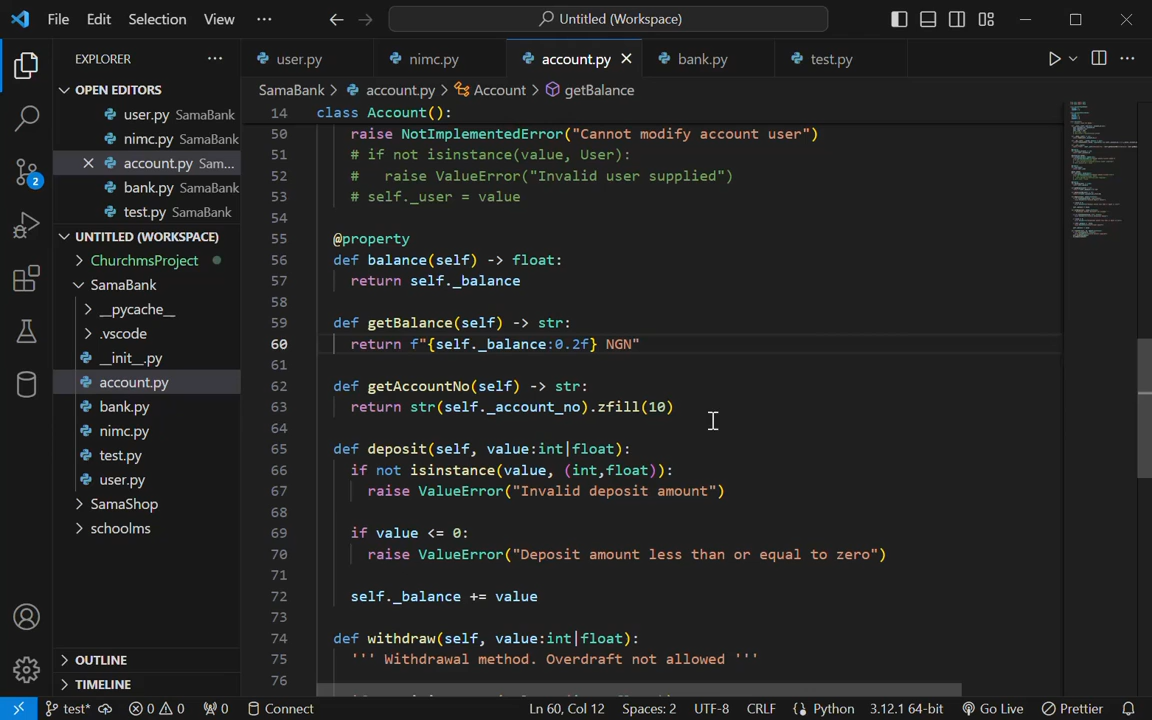 File Edit Selection View ··· Untitled (Workspace)
EXPLORER ···
OPEN EDITORS
user.py SamaBank
nimc.py SamaBank
account.py Sam...
bank.py SamaBank
test.py SamaBank
UNTITLED (WORKSPACE)
ChurchmsProject
SamaBank
__pycache__
.vscode
__init__.py
account.py
bank.py
nimc.py
test.py
user.py
SamaShop
schoolms
OUTLINE
TIMELINE
2
user.py nimc.py account.py bank.py test.py
SamaBank > account.py > Account > getBalance
14 class Account():
50 raise NotImplementedError("Cannot modify account user")
51 # if not isinstance(value, User):
52 #   raise ValueError("Invalid user supplied")
53 # self._user = value
54
55 @property
56 def balance(self) -> float:
57 return self._balance
58
59 def getBalance(self) -> str:
60 return f"{self._balance:0.2f} NGN"
61
62 def getAccountNo(self) -> str:
63 return str(self._account_no).zfill(10)
64
65 def deposit(self, value:int|float):
66 if not isinstance(value, (int,float)):
67 raise ValueError("Invalid deposit amount")
68
69 if value <= 0:
70 raise ValueError("Deposit amount less than or equal to zero")
71
72 self._balance += value
73
74 def withdraw(self, value:int|float):
75 ''' Withdrawal method. Overdraft not allowed '''
76
test* 0 0 0 Connect Ln 60, Col 12 Spaces: 2 UTF-8 CRLF Python 3.12.1 64-bit Go Live Prettier